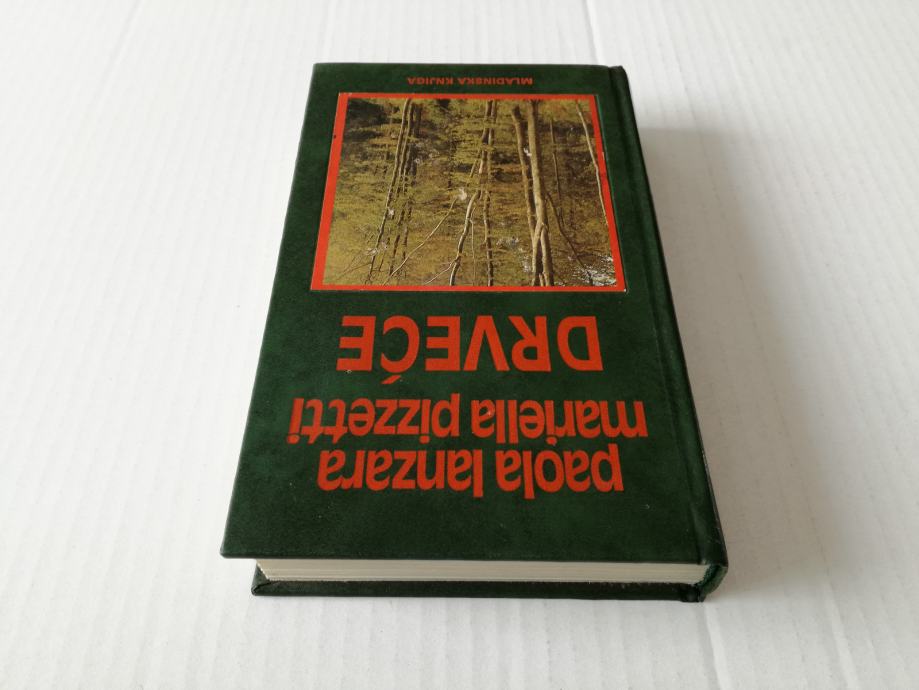 paola lanzara
mariella pizzetti
DRVEĆE
MLADINSKA KNJIGA